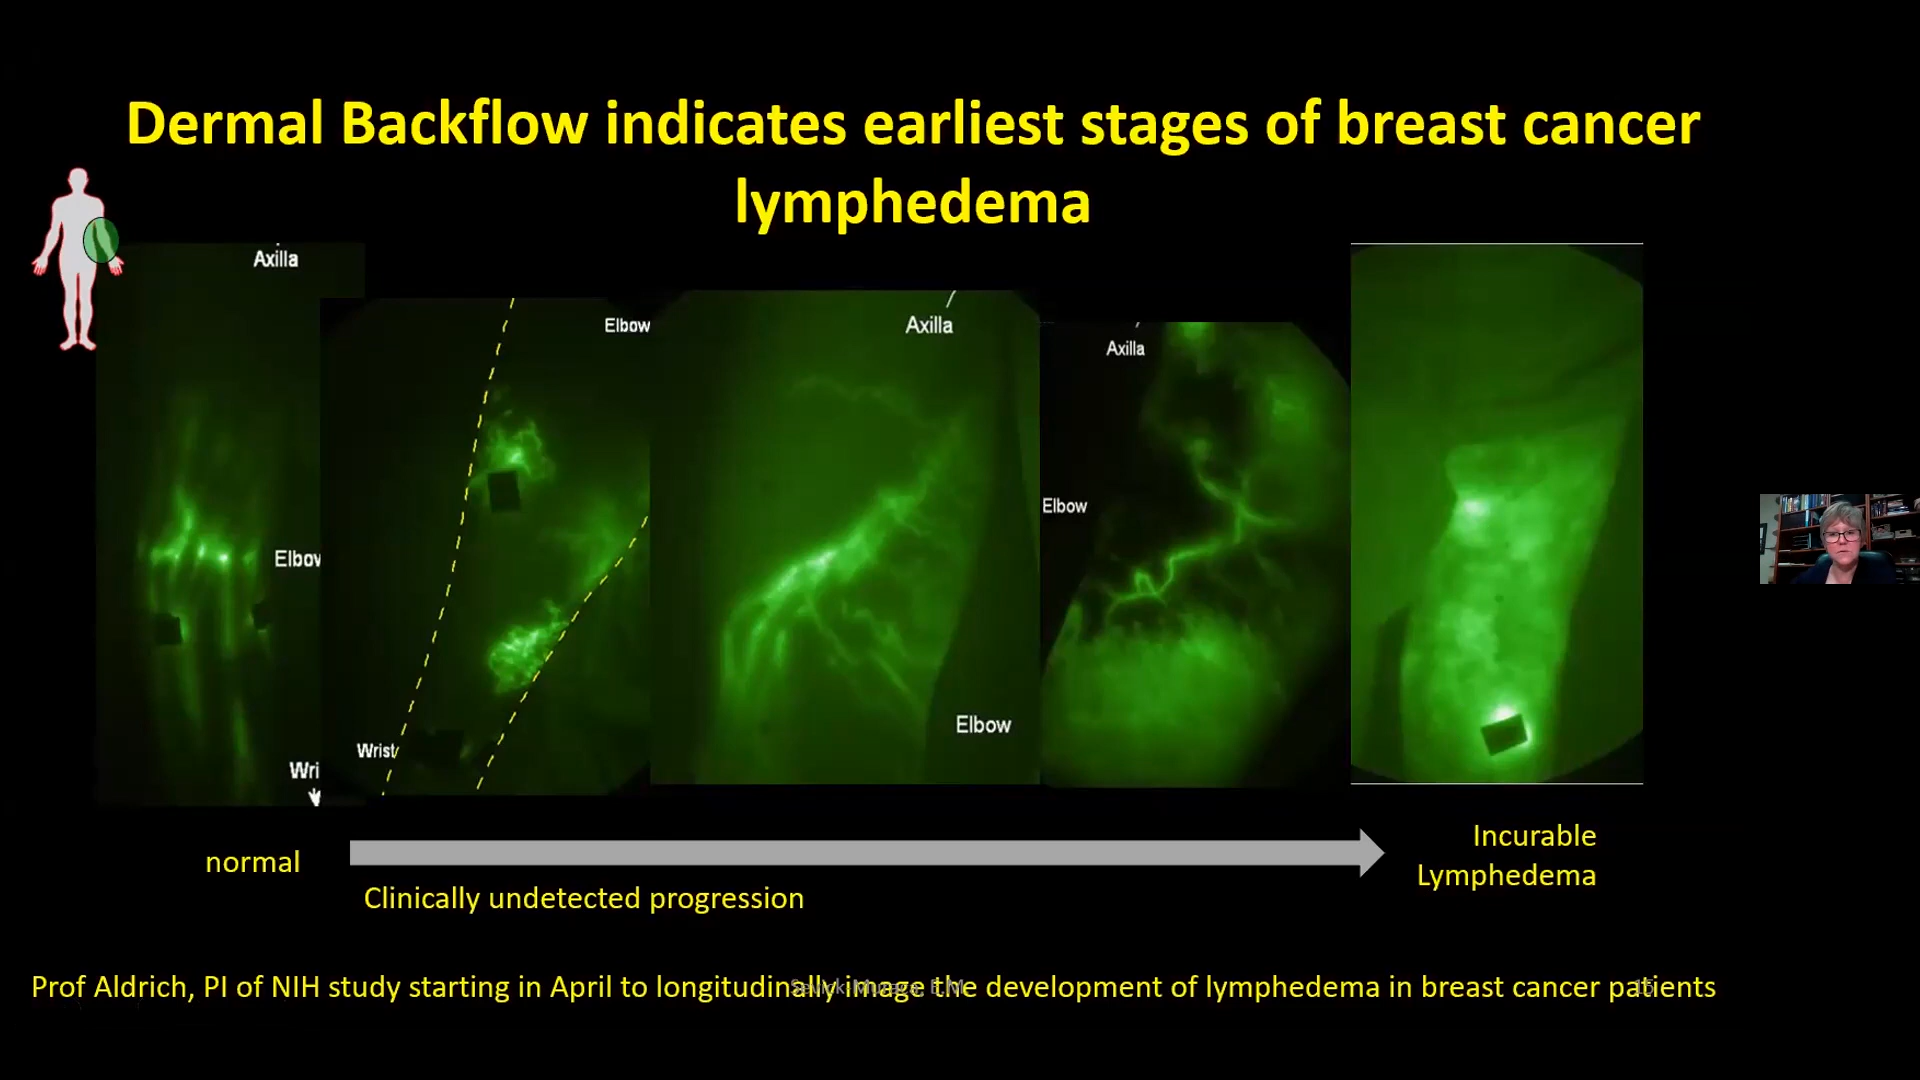 Dermal Backflow indicates earliest stages of breast cancer
lymphedema
Axilla
Elbow
Wri
Elbow
Wrist
Axilla
Elbow
Axilla
Elbow
normal
Clinically undetected progression
Incurable
Lymphedema
Prof Aldrich, PI of NIH study starting in April to longitudinally image the development of lymphedema in breast cancer patients